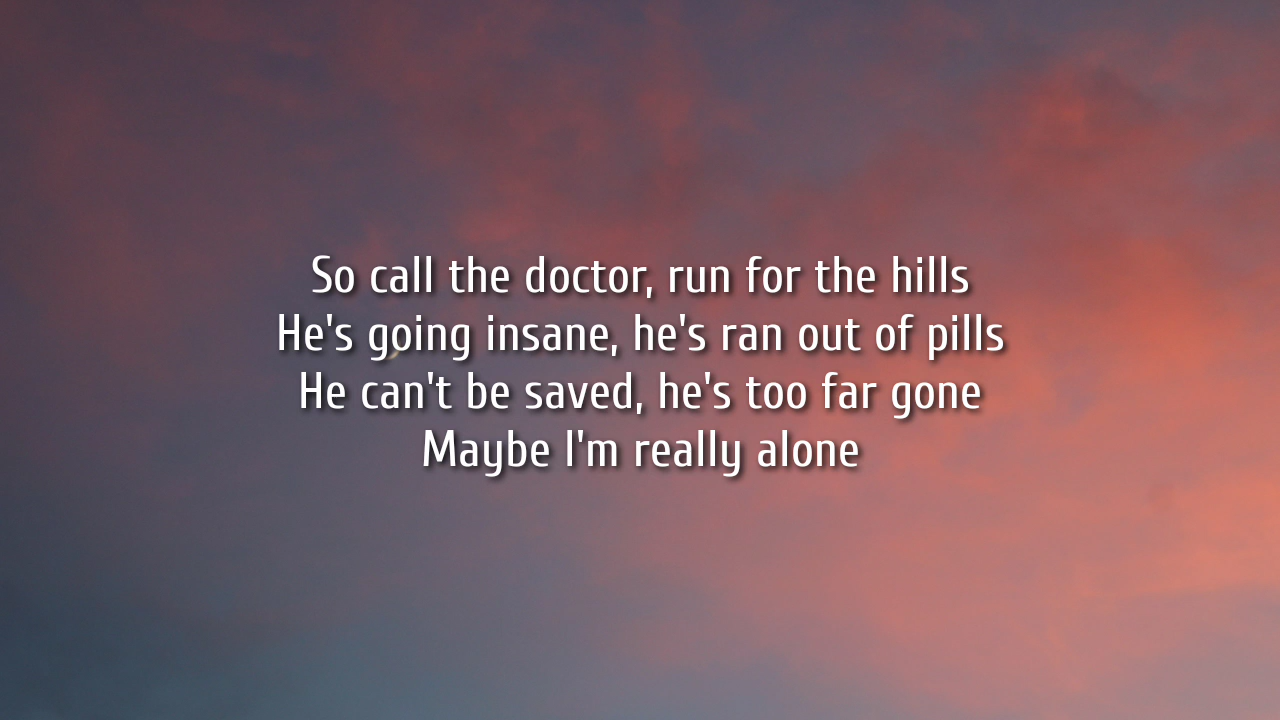 So call the doctor, run for the hills
He's going insane, he's ran out of pills
He can't be saved, he's too far gone
Maybe I'm really alone